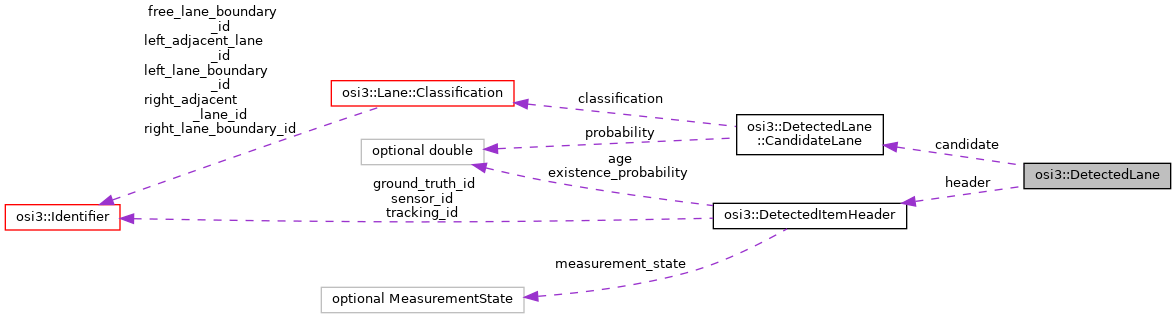 free_lane_boundary
_id
left_adjacent_lane
_id
left_lane_boundary
_id
right_adjacent
_lane_id
right_lane_boundary_id
osi3::Lane::Classification
classification
osi3::DetectedLane
::CandidateLane
probability
optional double
candidate
age
existence_probability
osi3::DetectedLane
header
ground_truth_id
sensor_id
tracking_id
osi3::Identifier
osi3::DetectedItemHeader
measurement_state
optional MeasurementState